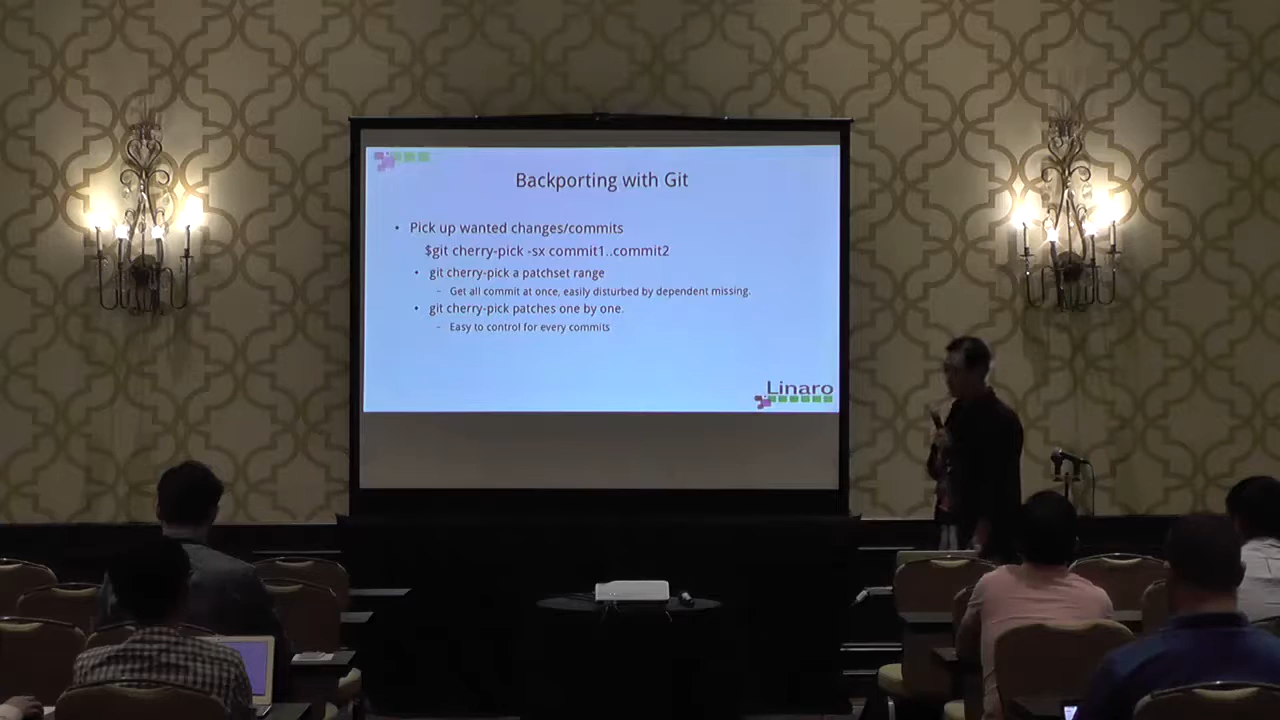 Backporting with Git
• Pick up wanted changes/commits
$git cherry-pick -sx commit1..commit2
• git cherry-pick a patchset range
– Get all commit at once, easily disturbed by dependent missing.
• git cherry-pick patches one by one.
– Easy to control for every commits
Linaro